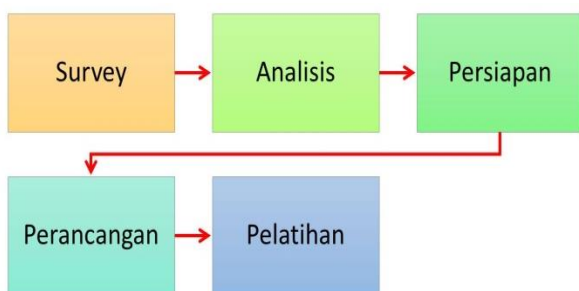 Survey
Analisis
Persiapan
Perancangan
Pelatihan